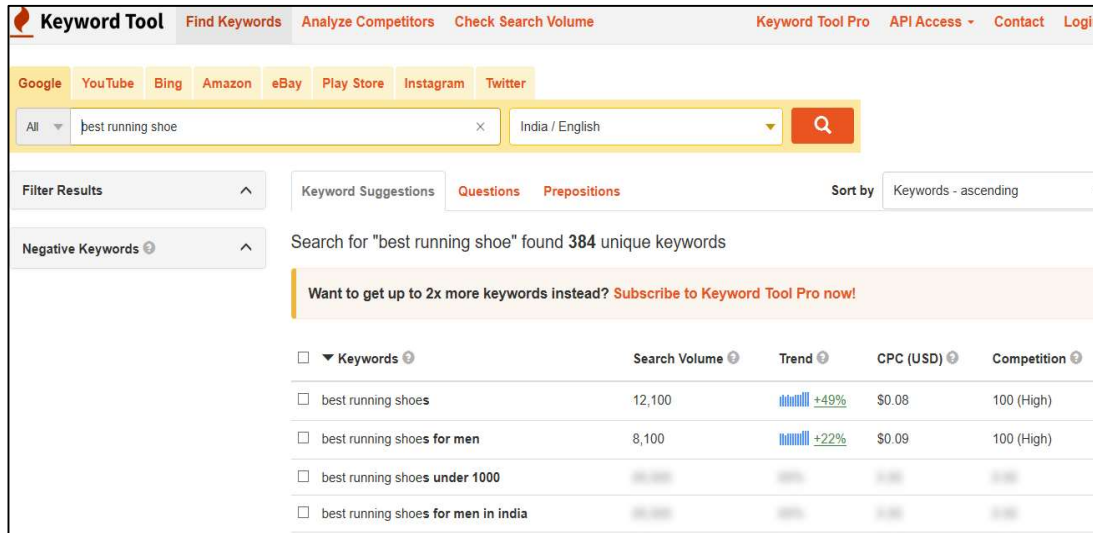 Keyword Tool Find Keywords Analyze Competitors Check Search Volume Keyword Tool Pro API Access Contact
Google YouTube Bing Amazon eBay Play Store Instagram Twitter
All best running shoe × India / English
Filter Results Keyword Suggestions Questions Prepositions Sort by Keywords - ascending
Negative Keywords ?
Search for "best running shoe" found 384 unique keywords
Want to get up to 2x more keywords instead? Subscribe to Keyword Tool Pro now!
Keywords ? Search Volume ? Trend ? CPC (USD) ? Competition ?
best running shoes 12,100 +49% $0.08 100 (High)
best running shoes for men 8,100 +22% $0.09 100 (High)
best running shoes under 1000
best running shoes for men in india